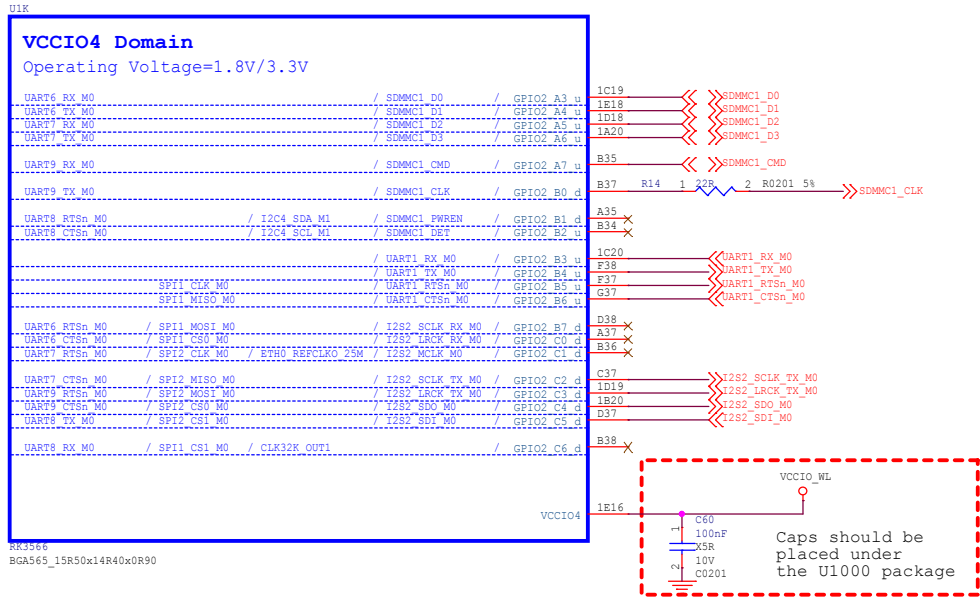 U1K
VCCIO4 Domain
Operating Voltage=1.8V/3.3V
UART6_RX_M0 / SDMMC1_D0 / GPIO2_A3_u 1C19 SDMMC1_D0
UART6_TX_M0 / SDMMC1_D1 / GPIO2_A4_u 1E18 SDMMC1_D1
UART7_RX_M0 / SDMMC1_D2 / GPIO2_A5_u 1D18 SDMMC1_D2
UART7_TX_M0 / SDMMC1_D3 / GPIO2_A6_u 1A20 SDMMC1_D3
UART9_RX_M0 / SDMMC1_CMD / GPIO2_A7_u B35 SDMMC1_CMD
UART9_TX_M0 / SDMMC1_CLK / GPIO2_B0_d B37 R14 1 22R 2 R0201 5% SDMMC1_CLK
UART8_RTSn_M0 / I2C4_SDA_M1 / SDMMC1_PWREN / GPIO2_B1_d A35
UART8_CTSn_M0 / I2C4_SCL_M1 / SDMMC1_DET / GPIO2_B2_u B34
/ UART1_RX_M0 / GPIO2_B3_u 1C20 UART1_RX_M0
/ UART1_TX_M0 / GPIO2_B4_u F38 UART1_TX_M0
SPI1_CLK_M0 / UART1_RTSn_M0 / GPIO2_B5_u F37 UART1_RTSn_M0
SPI1_MISO_M0 / UART1_CTSn_M0 / GPIO2_B6_u G37 UART1_CTSn_M0
UART6_RTSn_M0 / SPI1_MOSI_M0 / I2S2_SCLK_RX_M0 / GPIO2_B7_d D38
UART6_CTSn_M0 / SPI1_CS0_M0 / I2S2_LRCK_RX_M0 / GPIO2_C0_d A37
UART7_RTSn_M0 / SPI2_CLK_M0 / ETH0_REFCLKO_25M / I2S2_MCLK_M0 / GPIO2_C1_d B36
UART7_CTSn_M0 / SPI2_MISO_M0 / I2S2_SCLK_TX_M0 / GPIO2_C2_d C37 I2S2_SCLK_TX_M0
UART9_RTSn_M0 / SPI2_MOSI_M0 / I2S2_LRCK_TX_M0 / GPIO2_C3_d 1D19 I2S2_LRCK_TX_M0
UART9_CTSn_M0 / SPI2_CS0_M0 / I2S2_SDO_M0 / GPIO2_C4_d 1B20 I2S2_SDO_M0
UART8_TX_M0 / SPI2_CS1_M0 / I2S2_SDI_M0 / GPIO2_C5_d D37 I2S2_SDI_M0
UART8_RX_M0 / SPI1_CS1_M0 / CLK32K_OUT1 / GPIO2_C6_d B38
VCCIO_WL
VCCIO4 1E16
1 C60
100nF
X5R
10V
2 C0201
Caps should be
placed under
the U1000 package
RK3566
BGA565_15R50x14R40x0R90